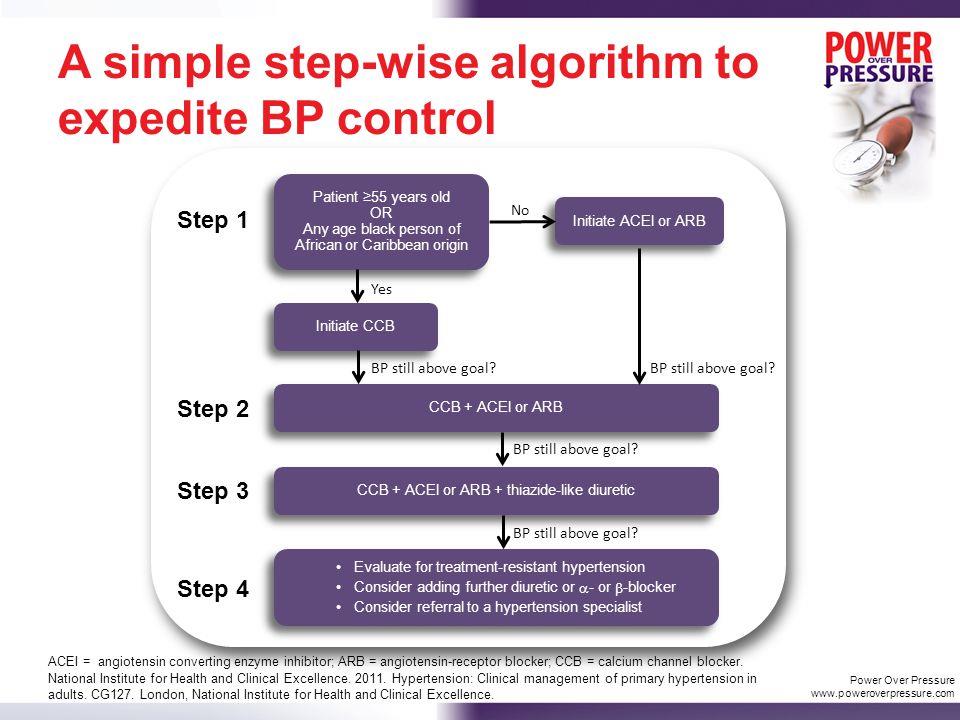 A simple step-wise algorithm to
expedite BP control
POWER
OVER
PRESSURE
Step 1
Patient ≥55 years old
OR
Any age black person of
African or Caribbean origin
No
Initiate ACEI or ARB
Yes
Initiate CCB
BP still above goal?
BP still above goal?
Step 2
CCB + ACEI or ARB
BP still above goal?
Step 3
CCB + ACEI or ARB + thiazide-like diuretic
BP still above goal?
Step 4
• Evaluate for treatment-resistant hypertension
• Consider adding further diuretic or α- or β-blocker
• Consider referral to a hypertension specialist
ACEI = angiotensin converting enzyme inhibitor; ARB = angiotensin-receptor blocker; CCB = calcium channel blocker.
National Institute for Health and Clinical Excellence. 2011. Hypertension: Clinical management of primary hypertension in
adults. CG127. London, National Institute for Health and Clinical Excellence.
Power Over Pressure
www.poweroverpressure.com